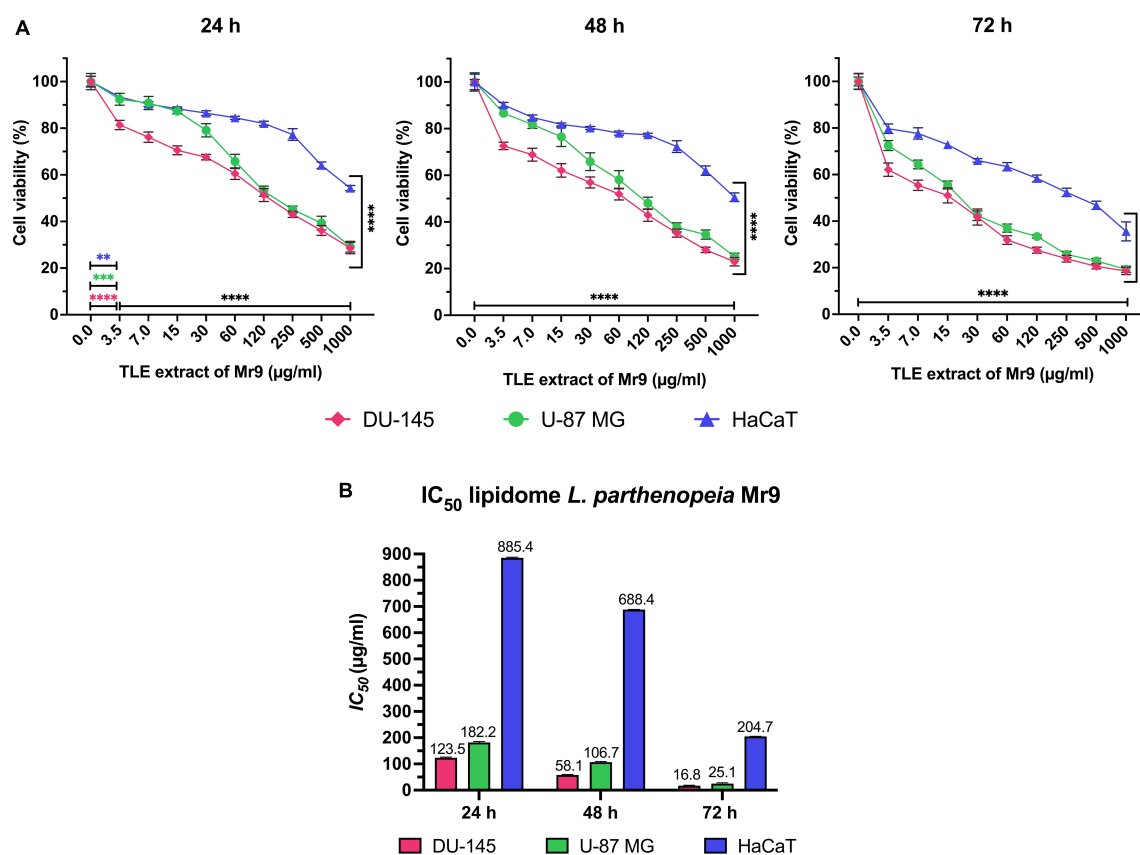 A
24 h
48 h
72 h
Cell viability (%)
100
80
60
40
20
0
**
***
****
****
****
0.0 3.5 7.0 15 30 60 120 250 500 1000
TLE extract of Mr9 (µg/ml)
Cell viability (%)
100
80
60
40
20
0
****
****
0.0 3.5 7.0 15 30 60 120 250 500 1000
TLE extract of Mr9 (µg/ml)
Cell viability (%)
100
80
60
40
20
0
****
****
0.0 3.5 7.0 15 30 60 120 250 500 1000
TLE extract of Mr9 (µg/ml)
DU-145 U-87 MG HaCaT
B
IC50 lipidome L. parthenopeia Mr9
IC50 (µg/ml)
900
800
700
600
500
400
300
200
100
0
123.5 182.2 885.4
58.1 106.7 688.4
16.8 25.1 204.7
24 h 48 h 72 h
DU-145 U-87 MG HaCaT